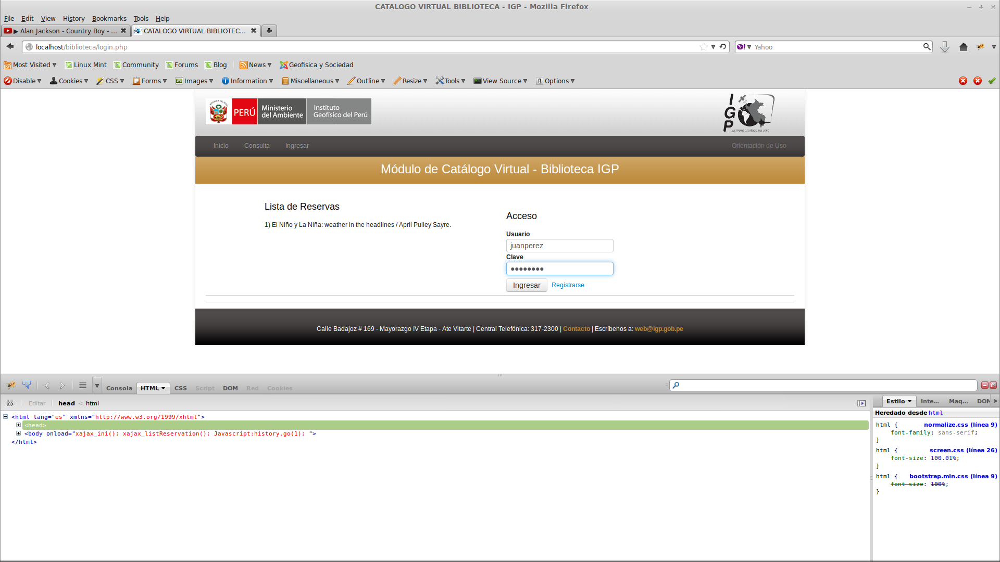 CATALOGO VIRTUAL BIBLIOTECA - IGP - Mozilla Firefox
File Edit View History Bookmarks Tools Help
▶ Alan Jackson - Country Boy - ... CATALOGO VIRTUAL BIBLIOTEC...
localhost/biblioteca/login.php Yahoo
Most Visited Linux Mint Community Forums Blog News Geofisica y Sociedad
Disable Cookies CSS Forms Images Information Miscellaneous Outline Resize Tools View Source Options
PERÚ
Ministerio del Ambiente
Instituto Geofísico del Perú
IGP
INSTITUTO GEOFÍSICO DEL PERÚ
Inicio Consulta Ingresar Orientación de Uso
Módulo de Catálogo Virtual - Biblioteca IGP
Lista de Reservas
1) El Niño y La Niña: weather in the headlines / April Pulley Sayre.
Acceso
Usuario
juanperez
Clave
●●●●●●●●
Ingresar Registrarse
Calle Badajoz # 169 - Mayorazgo IV Etapa - Ate Vitarte | Central Telefónica: 317-2300 | Contacto | Escríbenos a: web@igp.gob.pe
Consola HTML CSS Script DOM Red Cookies
Editar head < html
<html lang="es" xmlns="http://www.w3.org/1999/xhtml">
<head>
<body onload="xajax_ini(); xajax_listReservation(); Javascript:history.go(1); ">
</html>
Estilo Inte... Maq... DOM
Heredado desde html
html { normalize.css (línea 9)
font-family: sans-serif;
}
html { screen.css (línea 26)
font-size: 100.01%;
}
html { bootstrap.min.css (línea 9)
font-size: 100%;
}